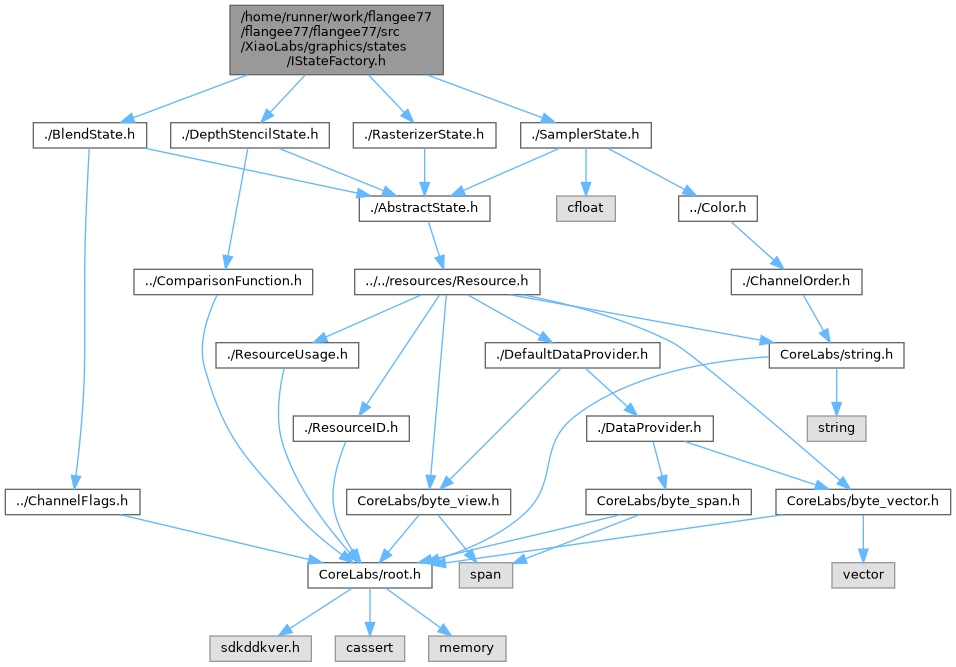 /home/runner/work/flangee77
/flangee77/flangee77/src
/XiaoLabs/graphics/states
/IStateFactory.h
./BlendState.h
./DepthStencilState.h
./RasterizerState.h
./SamplerState.h
./AbstractState.h
cfloat
../Color.h
../ComparisonFunction.h
../../resources/Resource.h
./ChannelOrder.h
./ResourceUsage.h
./DefaultDataProvider.h
CoreLabs/string.h
./ResourceID.h
./DataProvider.h
string
../ChannelFlags.h
CoreLabs/byte_view.h
CoreLabs/byte_span.h
CoreLabs/byte_vector.h
CoreLabs/root.h
span
vector
sdkddkver.h
cassert
memory